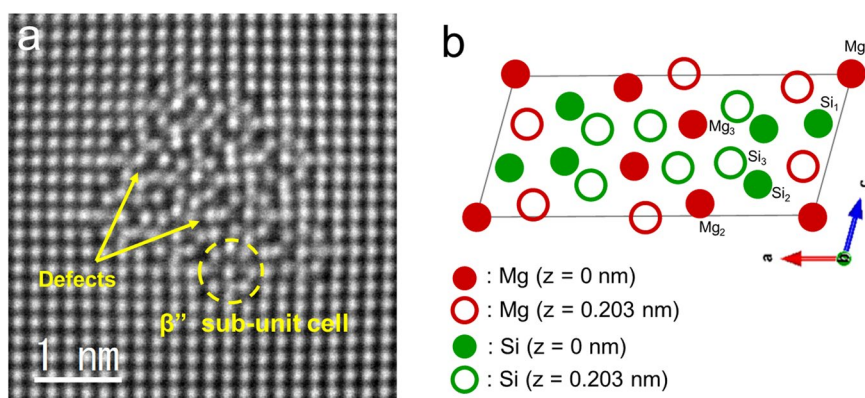 a
Defects
β” sub-unit cell
1 nm
b
Mg
Si₁
Mg₃
Si₃
Si₂
Mg₂
c
a
b
: Mg (z = 0 nm)
: Mg (z = 0.203 nm)
: Si (z = 0 nm)
: Si (z = 0.203 nm)